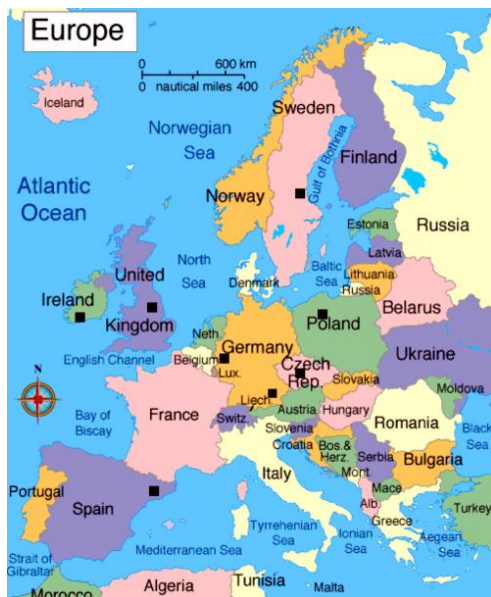 Europe
0
600 km
nautical miles 400
Iceland
Norwegian
Sea
Sweden
Gulf of Bothnia
Finland
Atlantic
Ocean
Norway
Russia
Estonia
Latvia
United
Kingdom
North
Sea
Baltic
Sea
Denmark
Lithuania
Russia
Ireland
Belarus
Poland
Neth.
Germany
English Channel
Belgium
Lux.
Czech
Rep.
Ukraine
N
Slovakia
Moldova
Liech.
Austria
Hungary
France
Switz.
Bay of
Biscay
Slovenia
Croatia
Romania
Black
Sea
Bos.&
Herz.
Serbia
Bulgaria
Italy
Mont.
Portugal
Spain
Mace.
Alb.
Turkey
Greece
Tyrrehenian
Sea
Ionian
Sea
Aegean
Sea
Mediterranean Sea
Strait of
Gibraltar
Morocco
Algeria
Tunisia
Malta